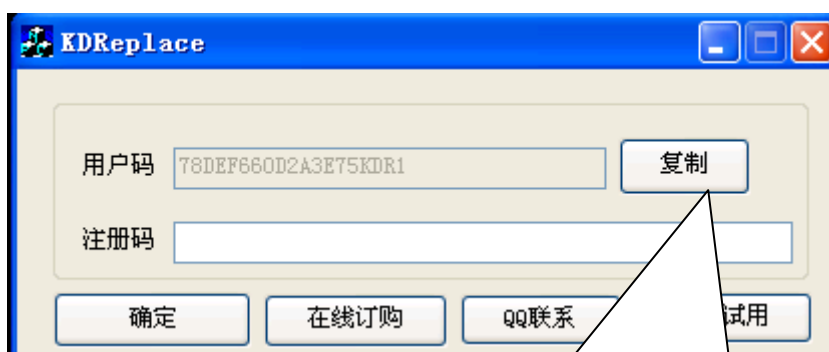 KDReplace
用户码 78DEF660D2A3E75KDR1 复制
注册码
确定 在线订购 QQ联系 试用